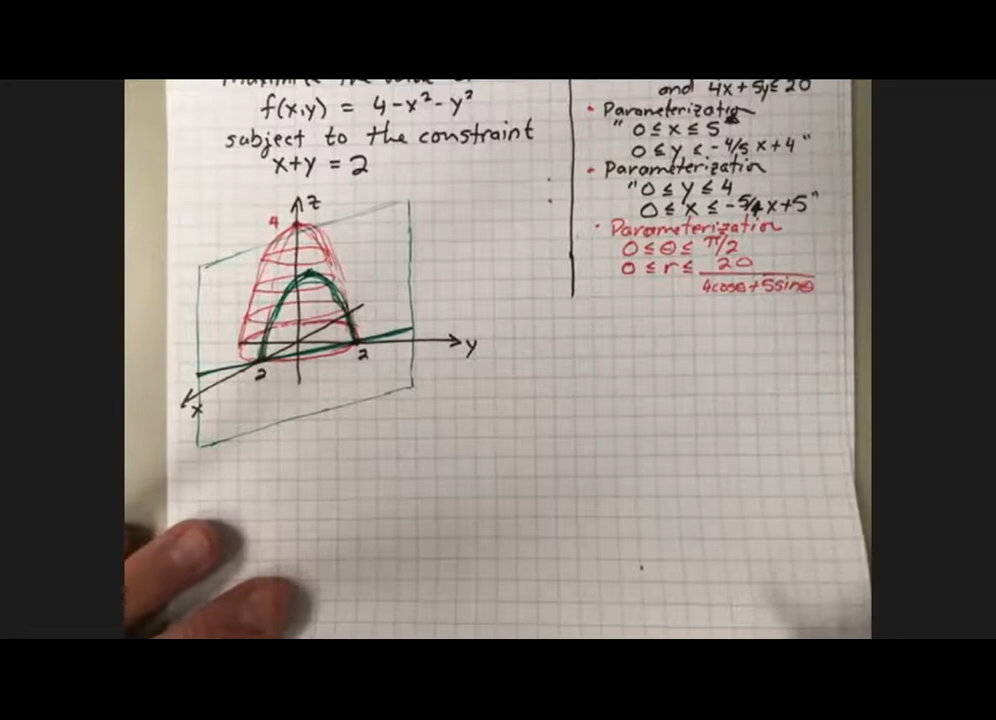 f(x,y) = 4-x²-y²
subject to the constraint
x+y = 2
z
4
y
2
2
x
and 4x+5y≤20
• Parameterization
"0≤x≤5
0≤y≤-4/5 x+4"
• Parameterization
"0≤y≤4
0≤x≤-5/4x+5"
• Parameterization
0≤θ≤π/2
0≤r≤ 20
4cosθ+5sinθ